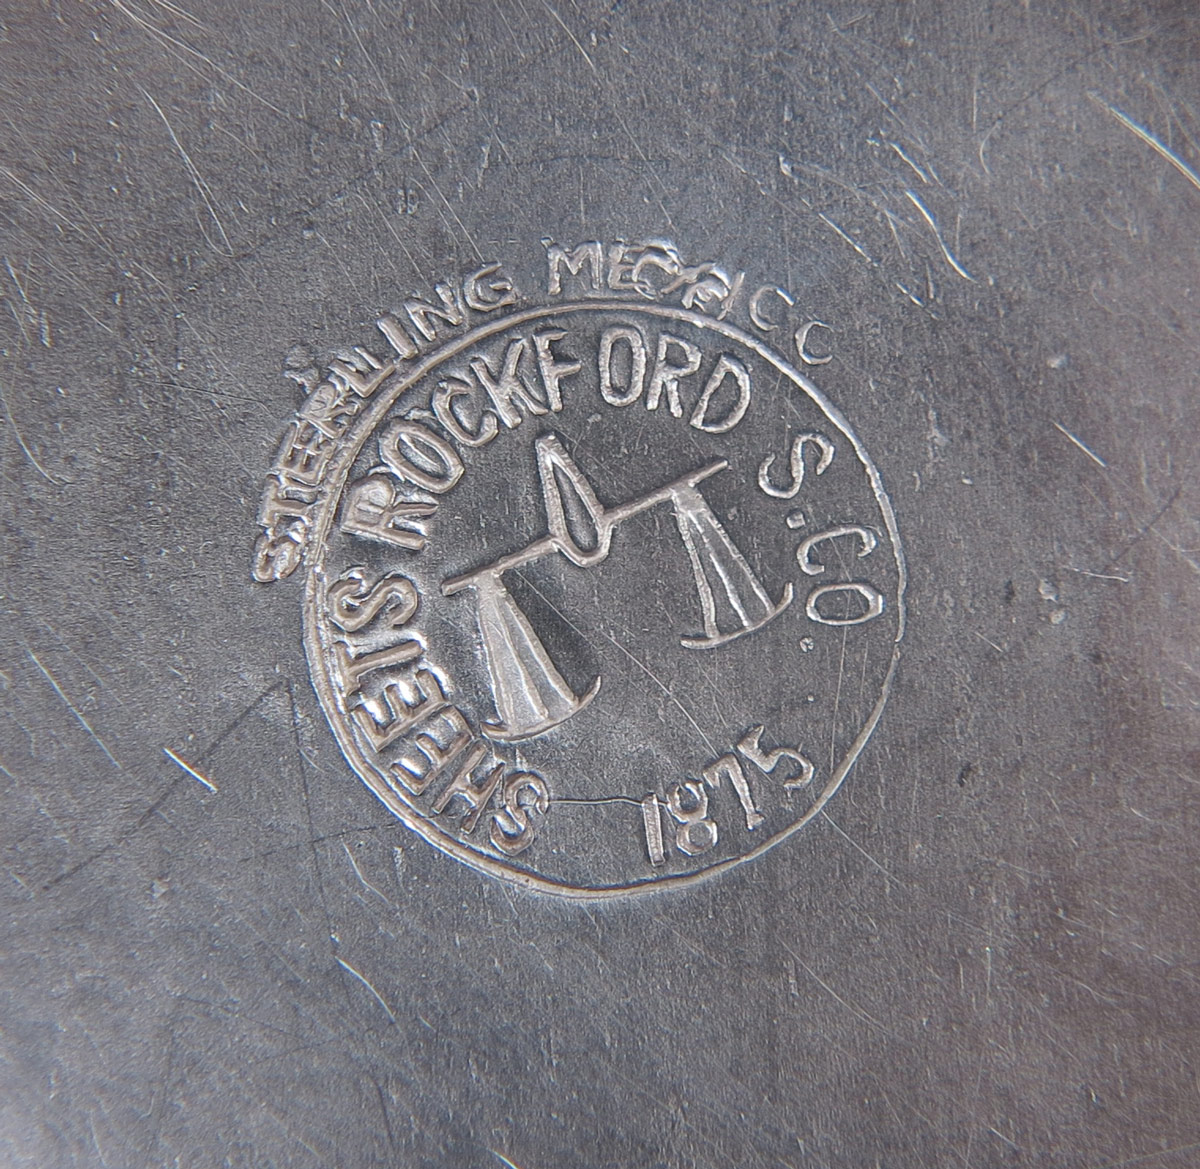 STERLING MEXICO
SHEETS ROCKFORD S.CO.
1875